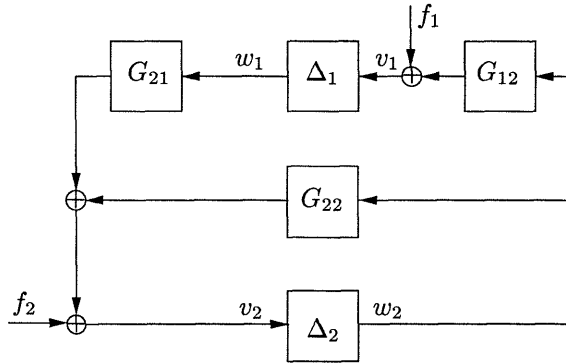 f₁
G₂₁ w₁ Δ₁ v₁ G₁₂
G₂₂
f₂ v₂ Δ₂ w₂